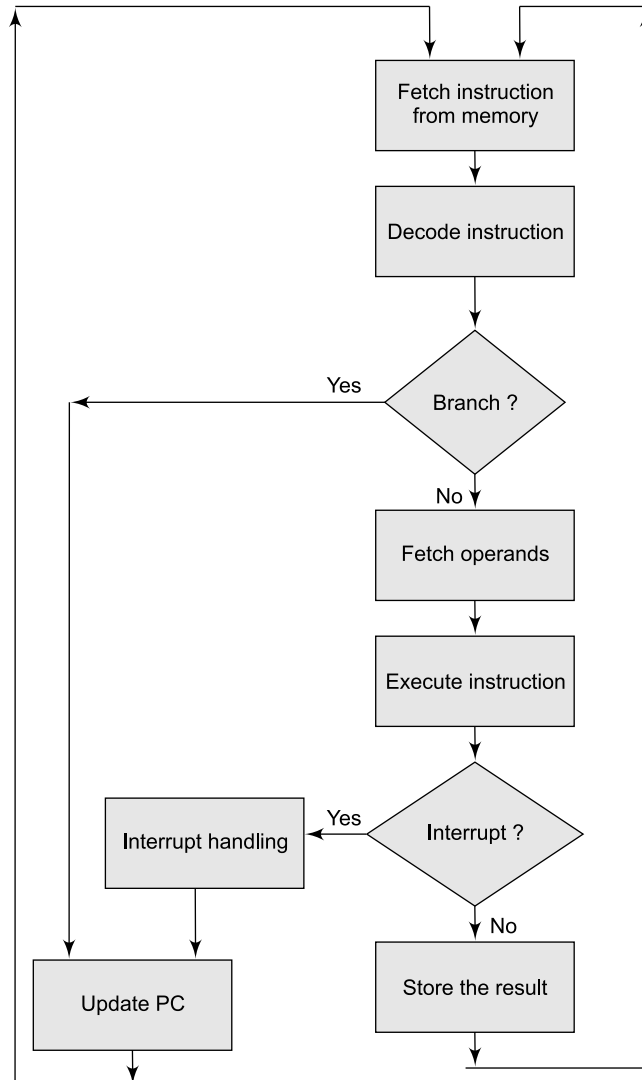 Fetch instruction
from memory
Decode instruction
Yes
Branch ?
No
Fetch operands
Execute instruction
Interrupt handling
Yes
Interrupt ?
No
Update PC
Store the result